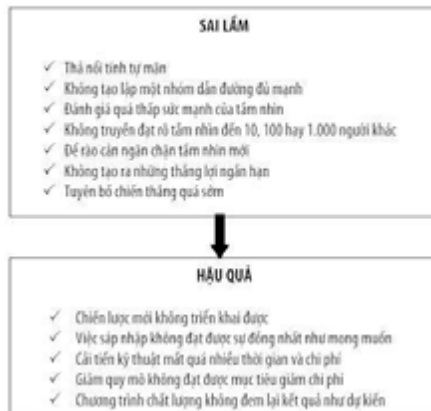 SAI LẦM
✓ Thả nổi tính tự mãn
✓ Không tạo lập một nhóm dẫn đường đủ mạnh
✓ Đánh giá quá thấp sức mạnh của tầm nhìn
✓ Không truyền đạt rõ tầm nhìn đến 10, 100 hay 1.000 người khác
✓ Để rào cản ngăn chặn tầm nhìn mới
✓ Không tạo ra những thắng lợi ngắn hạn
✓ Tuyên bố chiến thắng quá sớm
HẬU QUẢ
✓ Chiến lược mới không triển khai được
✓ Việc sáp nhập không đạt được sự đồng nhất như mong muốn
✓ Cải tiến kỹ thuật mất quá nhiều thời gian và chi phí
✓ Giảm quy mô không đạt được mục tiêu giảm chi phí
✓ Chương trình chất lượng không đem lại kết quả như dự kiến